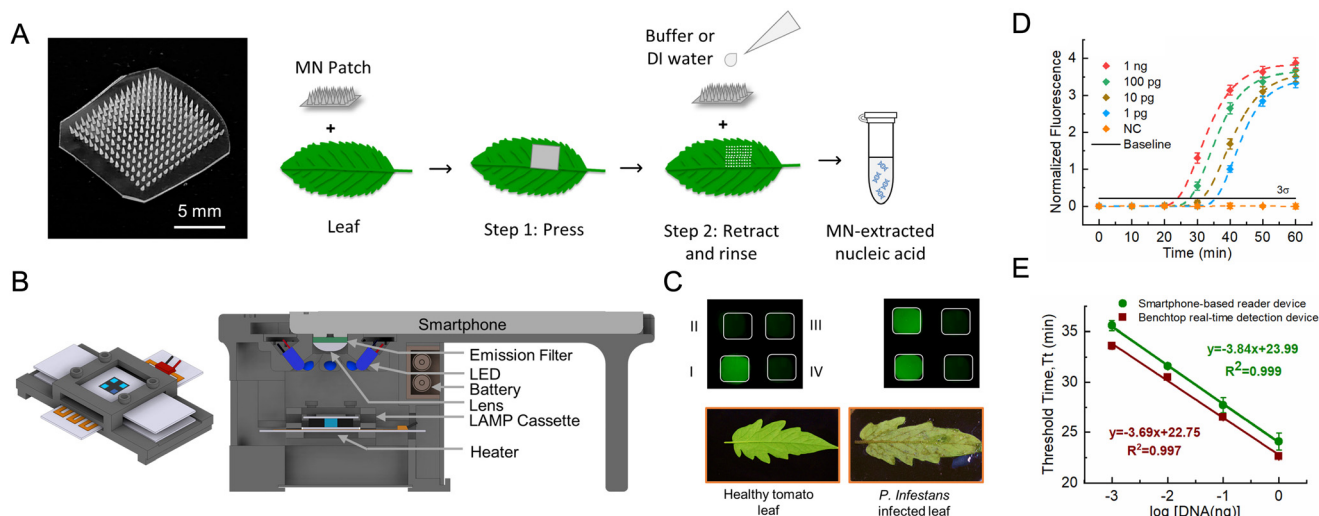 A
5 mm
MN Patch
+
Leaf
Step 1: Press
Buffer or
DI water
+
Step 2: Retract
and rinse
MN-extracted
nucleic acid
B
Smartphone
Emission Filter
LED
Battery
Lens
LAMP Cassette
Heater
C
II
III
I
IV
Healthy tomato
leaf
P. Infestans
infected leaf
D
Normalized Fluorescence
4
3
2
1
0
1 ng
100 pg
10 pg
1 pg
NC
Baseline
3σ
0 10 20 30 40 50 60
Time (min)
E
Threshold Time, Tt (min)
35
30
25
20
Smartphone-based reader device
Benchtop real-time detection device
y=-3.84x+23.99
R²=0.999
y=-3.69x+22.75
R²=0.997
-3 -2 -1 0
log [DNA(ng)]